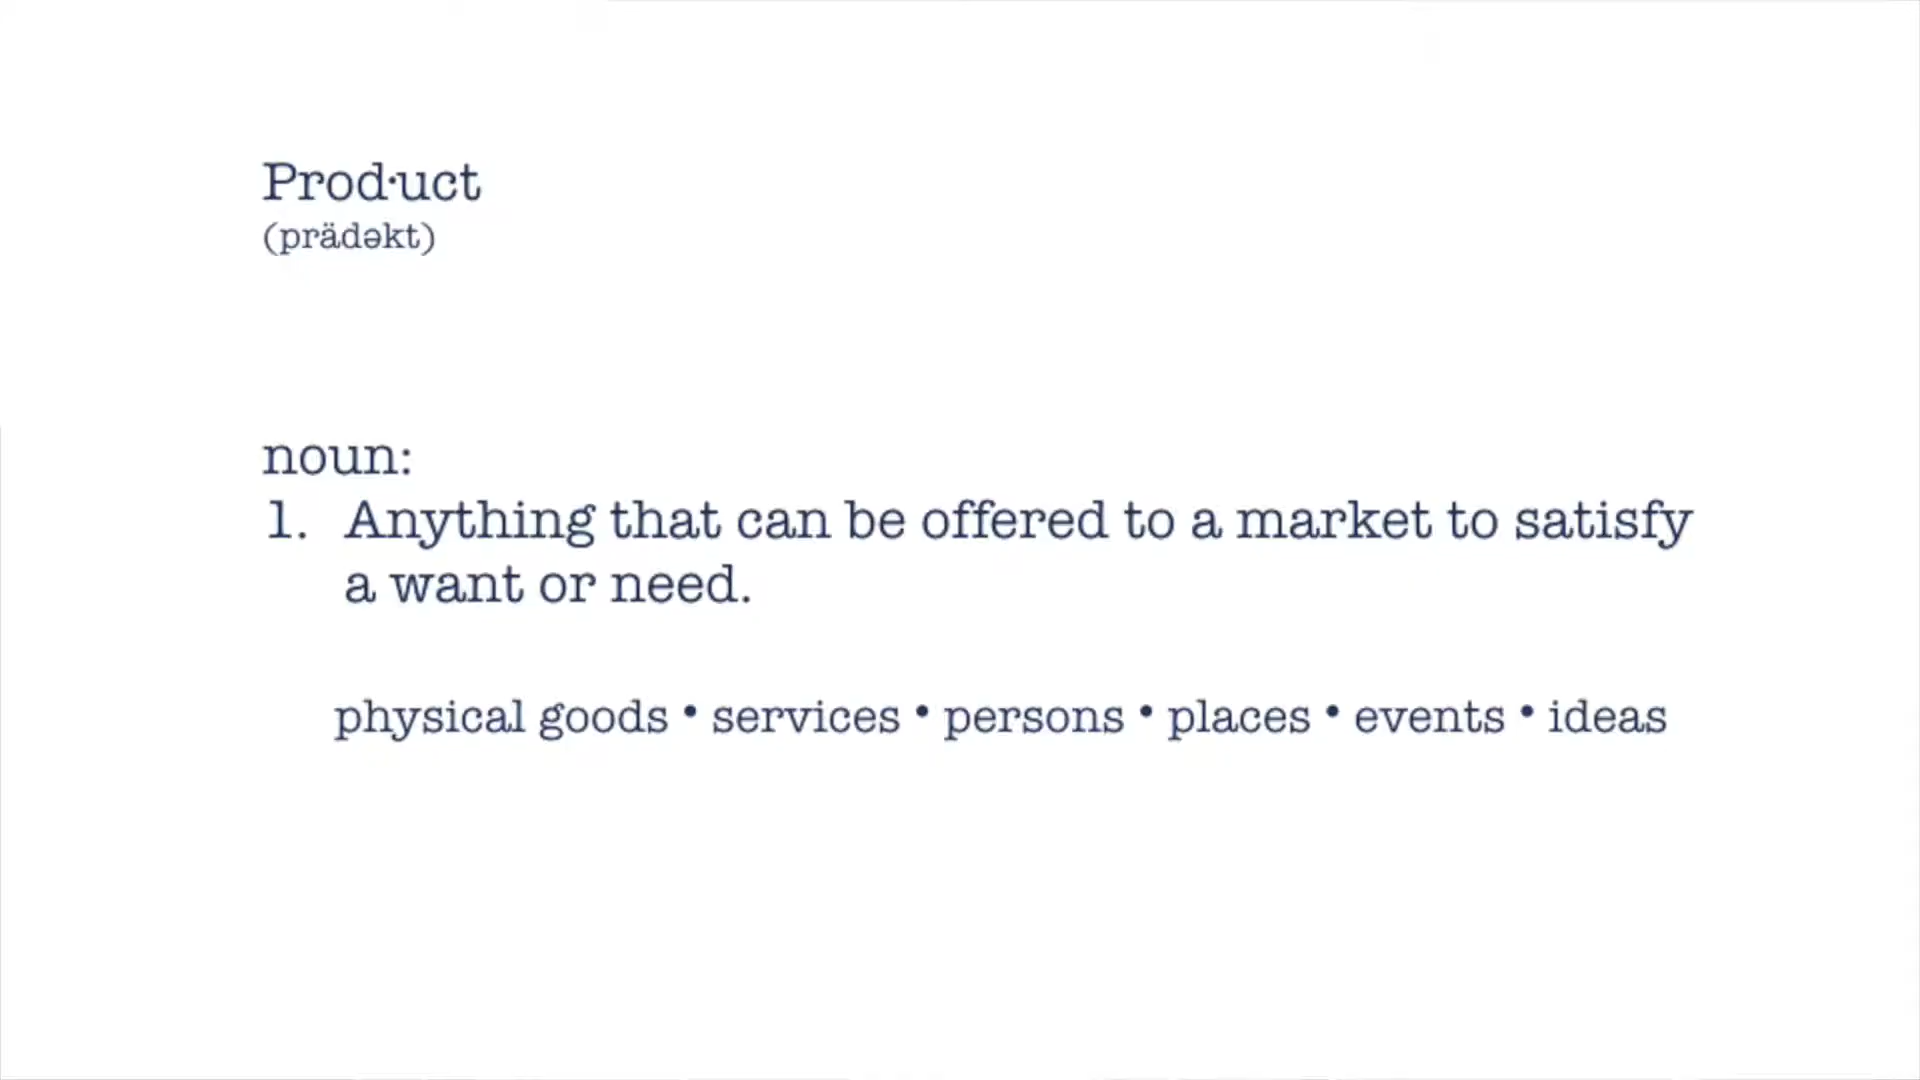 Prod·uct
(prädəkt)
noun:
1. Anything that can be offered to a market to satisfy
a want or need.
physical goods • services • persons • places • events • ideas